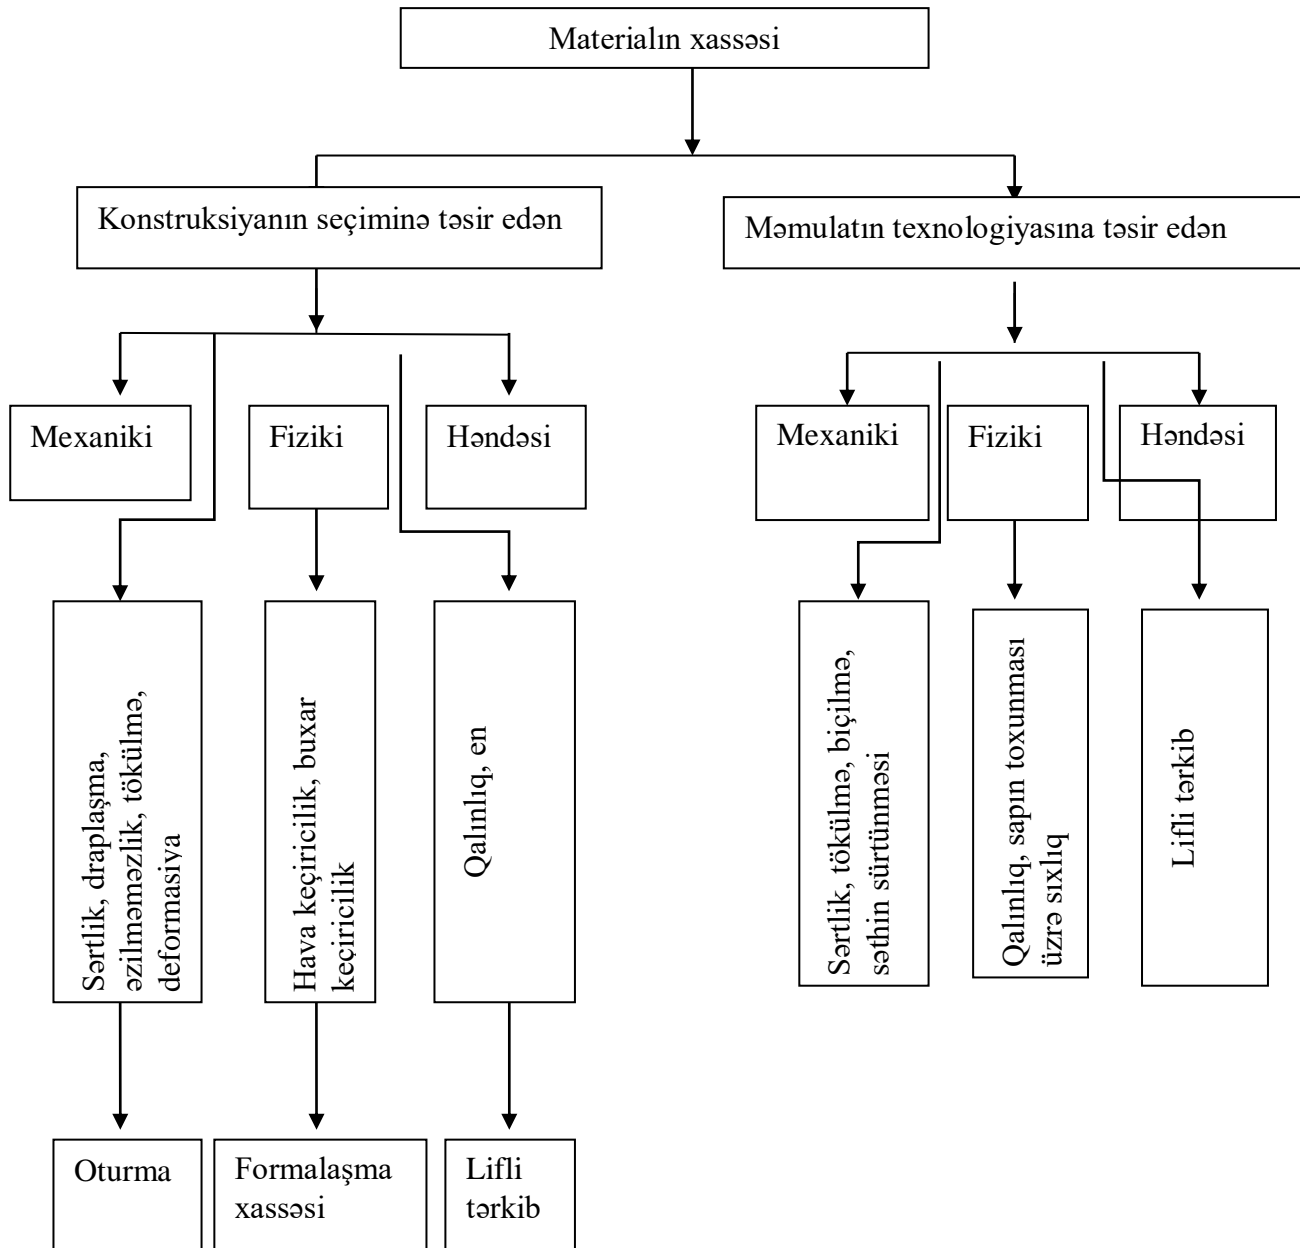 Materialın xassəsi
Konstruksiyanın seçiminə təsir edən
Məmulatın texnologiyasına təsir edən
Mexaniki
Fiziki
Həndəsi
Mexaniki
Fiziki
Həndəsi
Sərtlik, draplaşma,
əzilməməzlik, tökülmə,
deformasiya
Hava keçiricilik, buxar
keçiricilik
Qalınlıq, en
Sərtlik, tökülmə, biçilmə,
səthin sürtünməsi
Qalınlıq, sapın toxunması
üzrə sıxlıq
Lifli tərkib
Oturma
Formalaşma
xassəsi
Lifli
tərkib